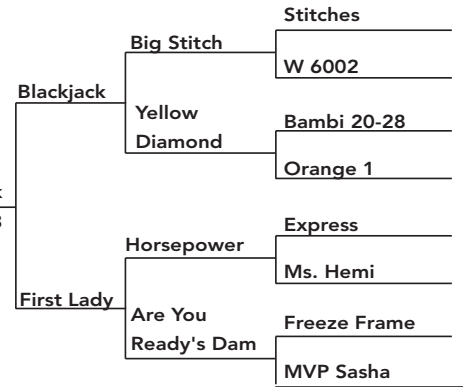 Stitches
Big Stitch
W 6002
Blackjack
Yellow
Diamond
Bambi 20-28
Orange 1
Express
Horsepower
Ms. Hemi
First Lady
Are You
Ready's Dam
Freeze Frame
MVP Sasha